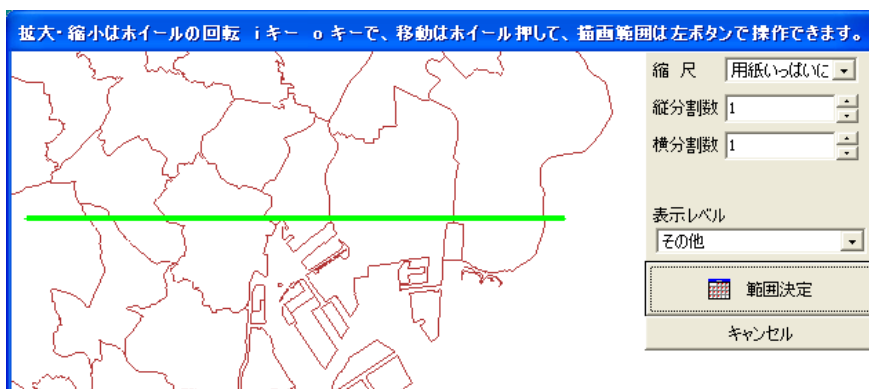 拡大・縮小はホイールの回転 iキー oキーで、移動はホイール押して、描画範囲は左ボタンで操作できます。
縮 尺 用紙いっぱいに
縦分割数 1
横分割数 1
表示レベル
その他
範囲決定
キャンセル